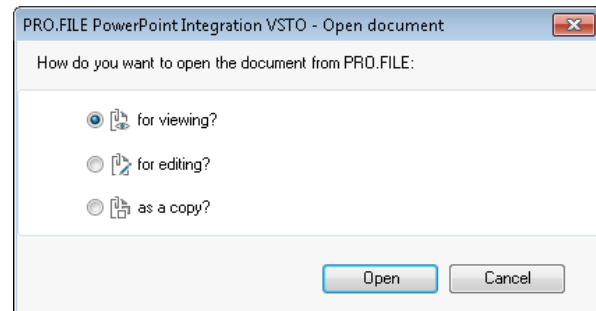 PRO.FILE PowerPoint Integration VSTO - Open document
How do you want to open the document from PRO.FILE:
for viewing?
for editing?
as a copy?
Open Cancel